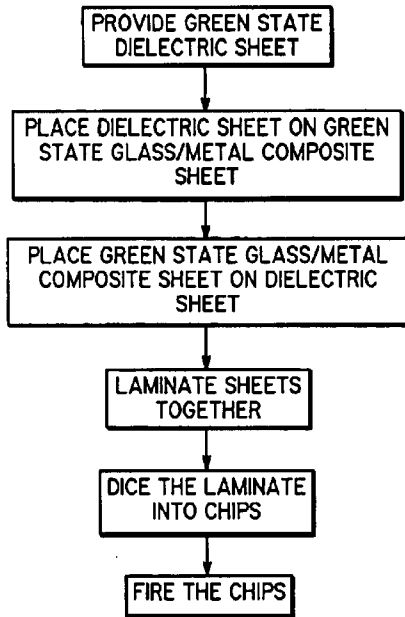 PROVIDE GREEN STATE
DIELECTRIC SHEET
PLACE DIELECTRIC SHEET ON GREEN
STATE GLASS/METAL COMPOSITE
SHEET
PLACE GREEN STATE GLASS/METAL
COMPOSITE SHEET ON DIELECTRIC
SHEET
LAMINATE SHEETS
TOGETHER
DICE THE LAMINATE
INTO CHIPS
FIRE THE CHIPS